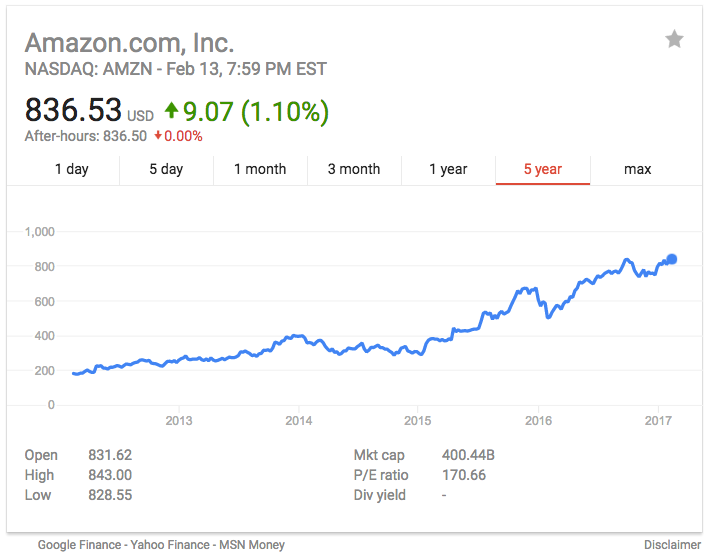 Amazon.com, Inc.
NASDAQ: AMZN - Feb 13, 7:59 PM EST
836.53 USD 9.07 (1.10%)
After-hours: 836.50 0.00%
1 day 5 day 1 month 3 month 1 year 5 year max
1,000
800
600
400
200
0
2013 2014 2015 2016 2017
Open 831.62 Mkt cap 400.44B
High 843.00 P/E ratio 170.66
Low 828.55 Div yield -
Google Finance - Yahoo Finance - MSN Money Disclaimer